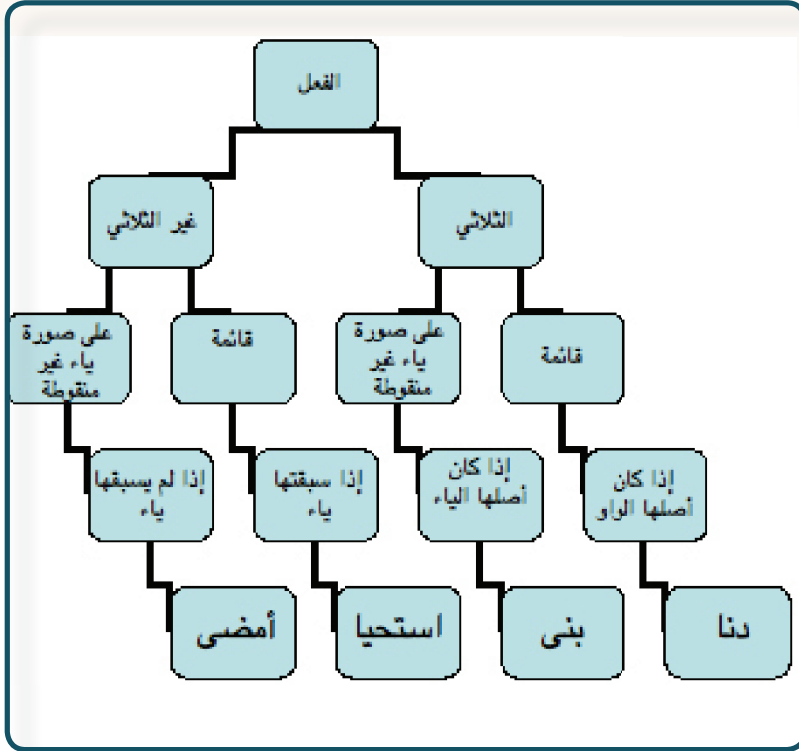 الفعل
الثلاثي
غير الثلاثي
قائمة
على صورة
ياء غير
منقوطة
قائمة
على صورة
ياء غير
منقوطة
إذا كان
أصلها الواو
إذا كان
أصلها الياء
إذا سبقتها
ياء
إذا لم يسبقها
ياء
دنا
بنى
استحيا
أمضى